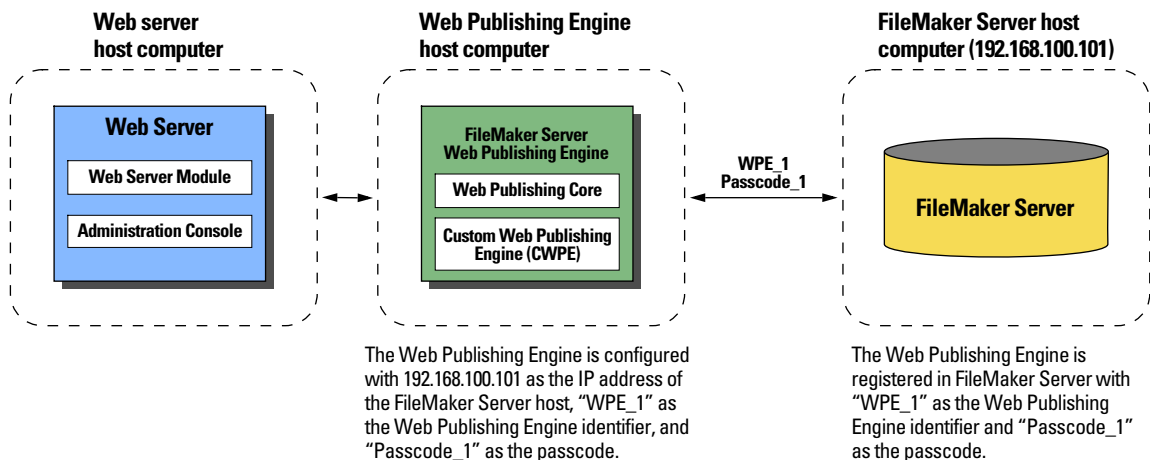 Web server
host computer
Web Server
Web Server Module
Administration Console
Web Publishing Engine
host computer
FileMaker Server
Web Publishing Engine
Web Publishing Core
Custom Web Publishing
Engine (CWPE)
The Web Publishing Engine is configured
with 192.168.100.101 as the IP address of
the FileMaker Server host, “WPE_1” as
the Web Publishing Engine identifier, and
“Passcode_1” as the passcode.
WPE_1
Passcode_1
FileMaker Server host
computer (192.168.100.101)
FileMaker Server
The Web Publishing Engine is
registered in FileMaker Server with
“WPE_1” as the Web Publishing
Engine identifier and “Passcode_1”
as the passcode.